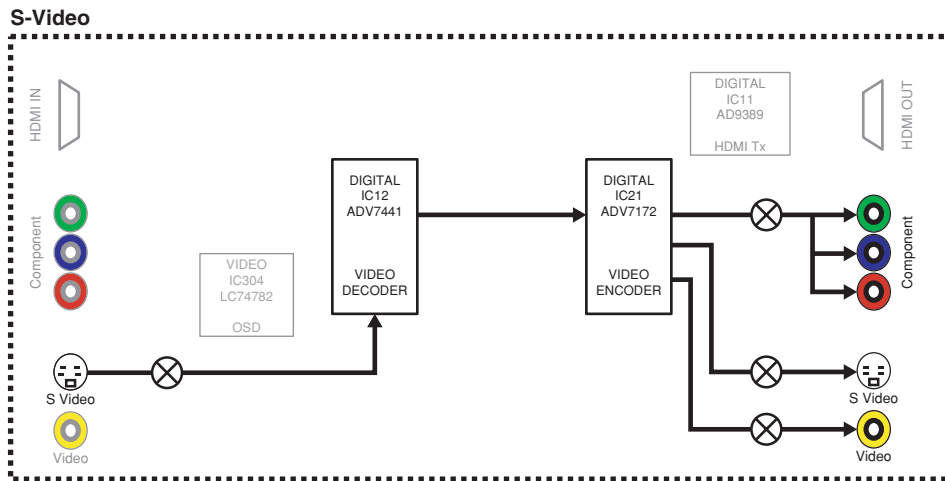 S-Video
HDMI IN
DIGITAL
IC11
AD9389
HDMI Tx
HDMI OUT
Component
VIDEO
IC304
LC74782
OSD
DIGITAL
IC12
ADV7441
VIDEO
DECODER
DIGITAL
IC21
ADV7172
VIDEO
ENCODER
Component
S Video
Video
S Video
Video